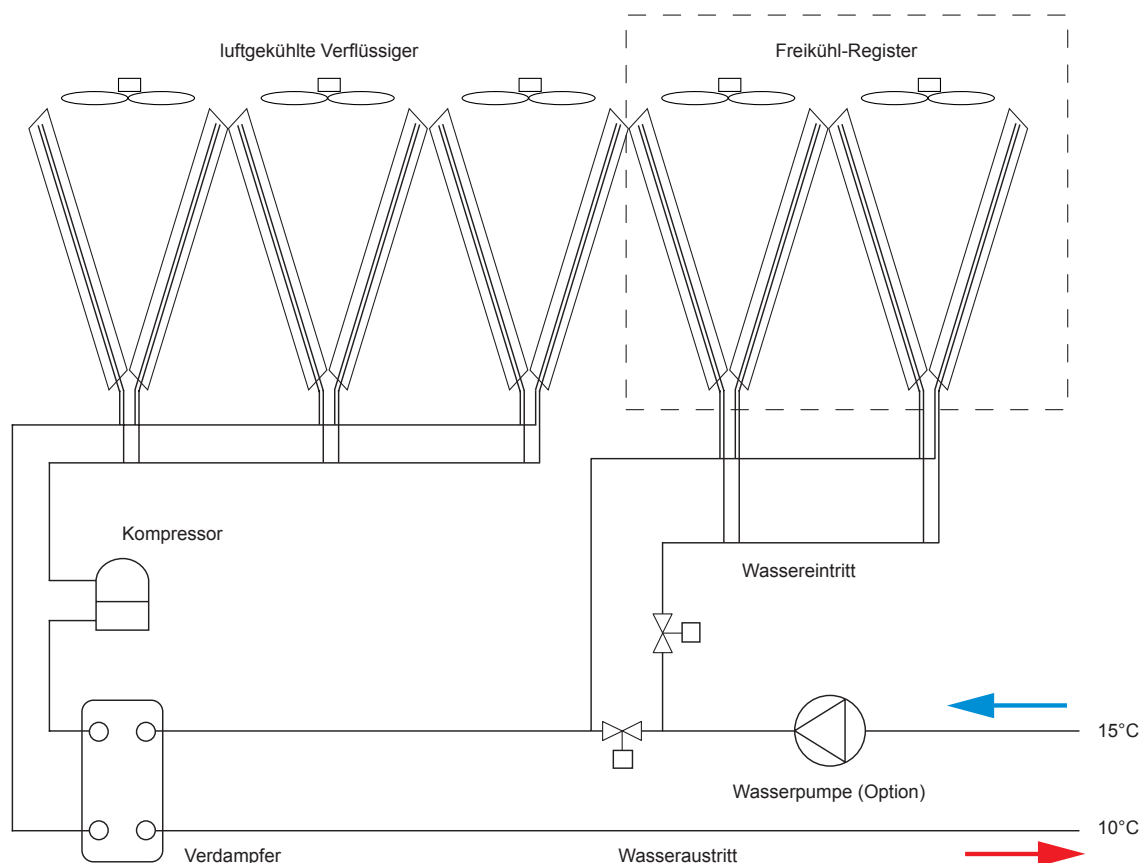 luftgekühlte Verflüssiger
Freikühl-Register
Kompressor
Wassereintritt
15°C
Wasserpumpe (Option)
10°C
Verdampfer
Wasseraustritt